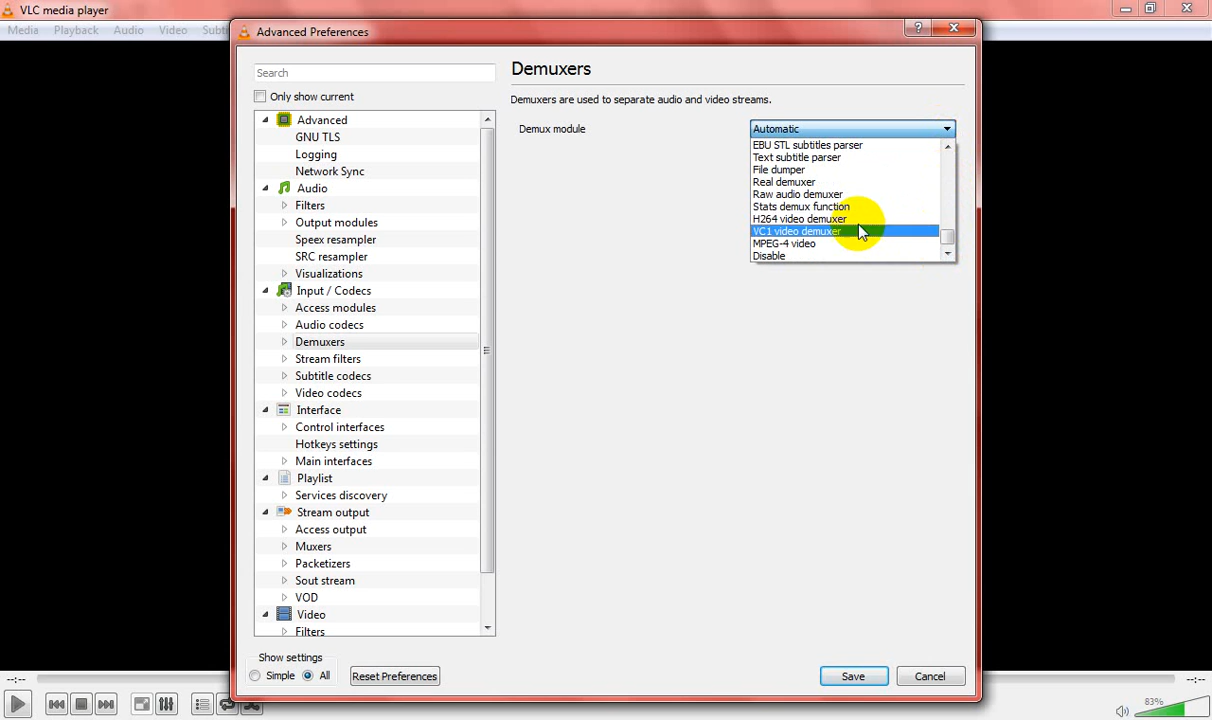 VLC media player
Media Playback Audio Video Subt
Advanced Preferences
?
Search
Only show current
Advanced
GNU TLS
Logging
Network Sync
Audio
Filters
Output modules
Speex resampler
SRC resampler
Visualizations
Input / Codecs
Access modules
Audio codecs
Demuxers
Stream filters
Subtitle codecs
Video codecs
Interface
Control interfaces
Hotkeys settings
Main interfaces
Playlist
Services discovery
Stream output
Access output
Muxers
Packetizers
Sout stream
VOD
Video
Filters
Demuxers
Demuxers are used to separate audio and video streams.
Demux module Automatic
EBU STL subtitles parser
Text subtitle parser
File dumper
Real demuxer
Raw audio demuxer
Stats demux function
H264 video demuxer
VC1 video demuxer
MPEG-4 video
Disable
Show settings
Simple All Reset Preferences Save Cancel
--:-- --:--
83%